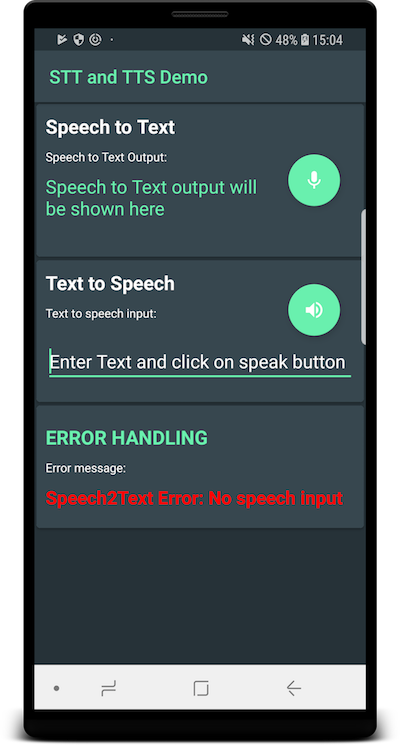 48% 15:04
STT and TTS Demo
Speech to Text
Speech to Text Output:
Speech to Text output will
be shown here
Text to Speech
Text to speech input:
Enter Text and click on speak button
ERROR HANDLING
Error message:
Speech2Text Error: No speech input